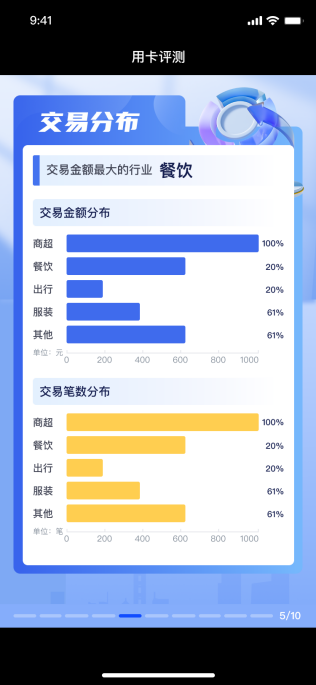 9:41
用卡评测
交易分布
交易金额最大的行业 餐饮
交易金额分布
商超 100%
餐饮 20%
出行 20%
服装 61%
其他 61%
单位：元
0 200 400 600 800 1000
交易笔数分布
商超 100%
餐饮 20%
出行 20%
服装 61%
其他 61%
单位：笔
0 200 400 600 800 1000
5/10